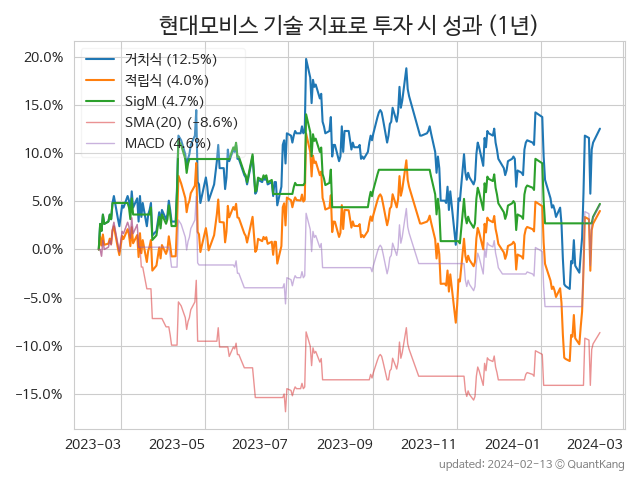 현대모비스 기술 지표로 투자 시 성과 (1년)
거치식 (12.5%)
적립식 (4.0%)
SigM (4.7%)
SMA(20) (−8.6%)
MACD (4.6%)
20.0%
15.0%
10.0%
5.0%
0.0%
−5.0%
−10.0%
−15.0%
2023-03 2023-05 2023-07 2023-09 2023-11 2024-01 2024-03
updated: 2024-02-13 © QuantKang